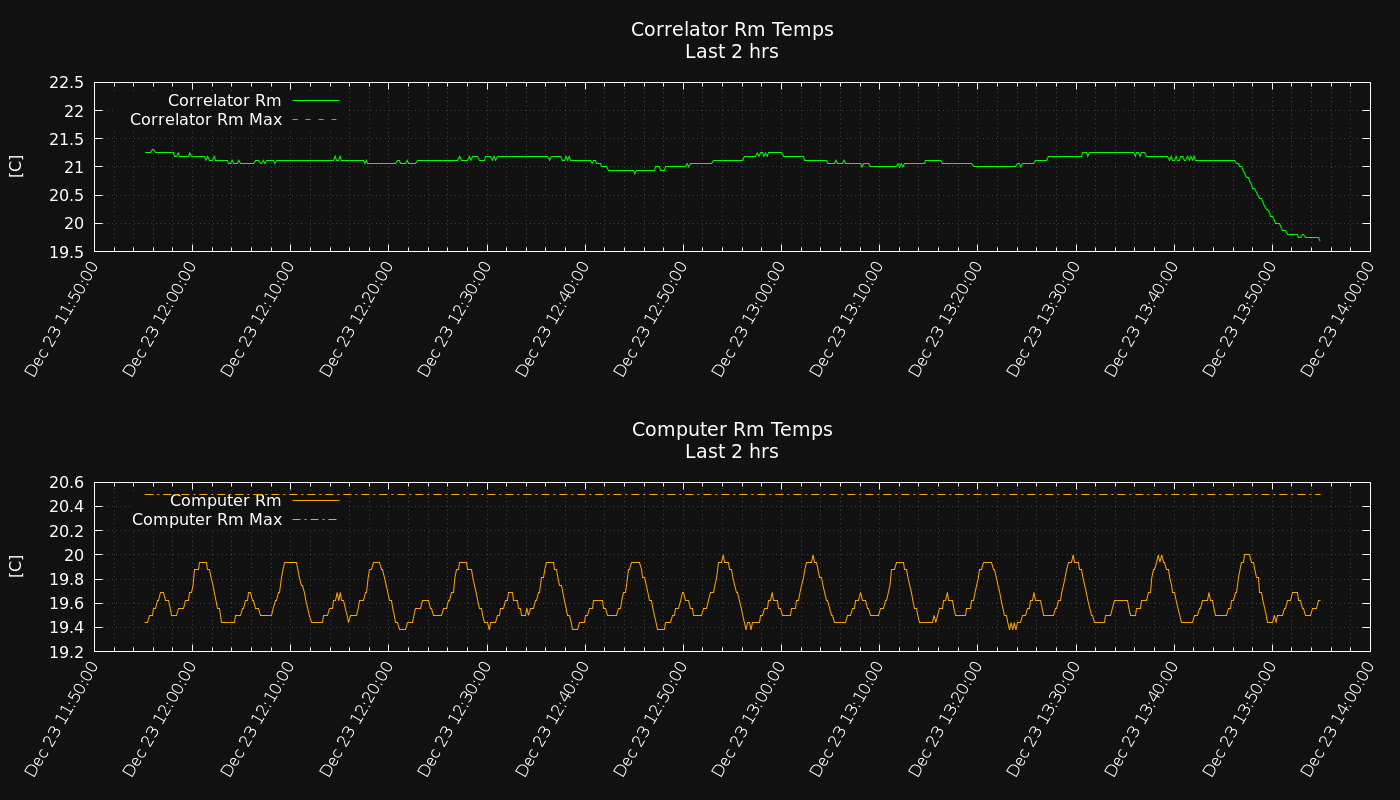 Correlator Rm Temps
Last 2 hrs
22.5
22
21.5
21
20.5
20
19.5
[C]
Correlator Rm
Correlator Rm Max
Dec 23 11:50:00
Dec 23 12:00:00
Dec 23 12:10:00
Dec 23 12:20:00
Dec 23 12:30:00
Dec 23 12:40:00
Dec 23 12:50:00
Dec 23 13:00:00
Dec 23 13:10:00
Dec 23 13:20:00
Dec 23 13:30:00
Dec 23 13:40:00
Dec 23 13:50:00
Dec 23 14:00:00
Computer Rm Temps
Last 2 hrs
20.6
20.4
20.2
20
19.8
19.6
19.4
19.2
[C]
Computer Rm
Computer Rm Max
Dec 23 11:50:00
Dec 23 12:00:00
Dec 23 12:10:00
Dec 23 12:20:00
Dec 23 12:30:00
Dec 23 12:40:00
Dec 23 12:50:00
Dec 23 13:00:00
Dec 23 13:10:00
Dec 23 13:20:00
Dec 23 13:30:00
Dec 23 13:40:00
Dec 23 13:50:00
Dec 23 14:00:00